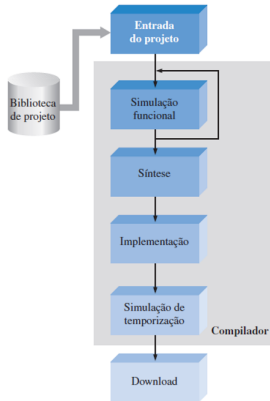 Entrada
do projeto
Biblioteca
de projeto
Simulação
funcional
Síntese
Implementação
Simulação de
temporização
Compilador
Download